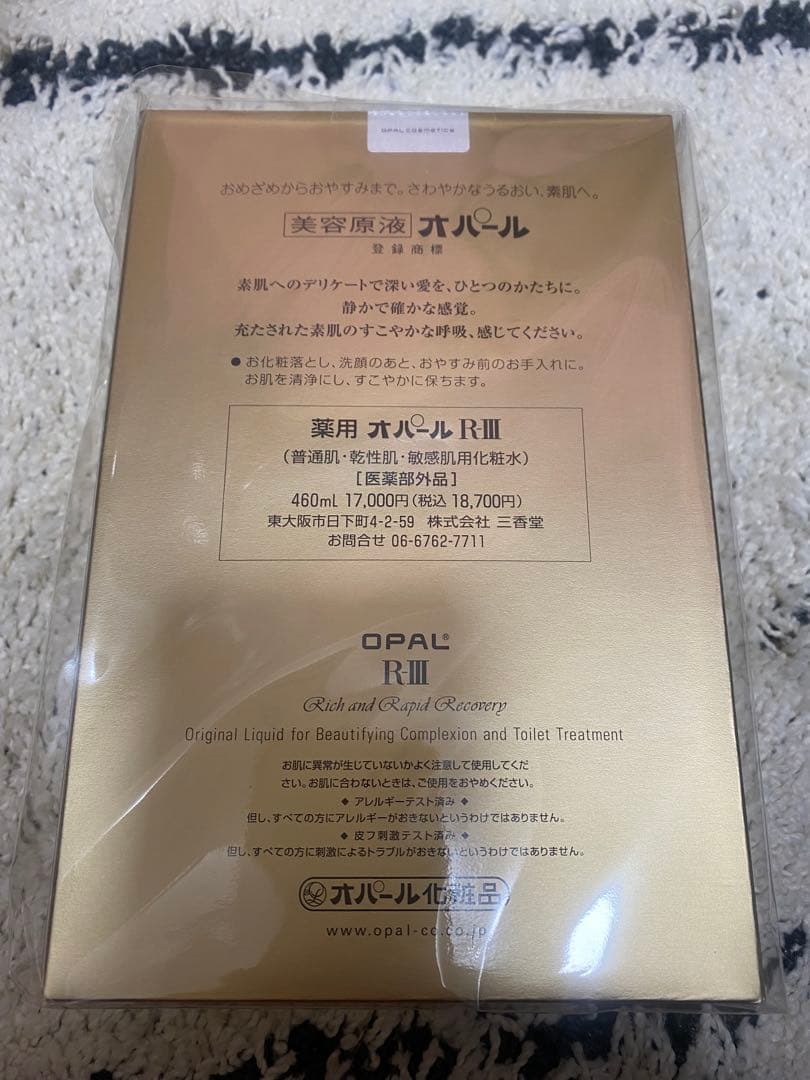 OPAL COSMETICS
おめざめからおやすみまで。さわやかなうるおい、素肌へ。
美容原液 オパール
登録商標
素肌へのデリケートで深い愛を、ひとつのかたちに。
静かで確かな感覚。
充たされた素肌のすこやかな呼吸、感じてください。
● お化粧落とし、洗顔のあと、おやすみ前のお手入れに。
お肌を清浄にし、すこやかに保ちます。
薬用 オパール R-III
(普通肌・乾性肌・敏感肌用化粧水)
[医薬部外品]
460mL 17,000円(税込 18,700円)
東大阪市日下町4-2-59 株式会社 三香堂
お問合せ 06-6762-7711
OPAL®
R-III
Rich and Rapid Recovery
Original Liquid for Beautifying Complexion and Toilet Treatment
お肌に異常が生じていないかよく注意して使用してくだ
さい。お肌に合わないときは、ご使用をおやめください。
◆ アレルギーテスト済み ◆
但し、すべての方にアレルギーがおきないというわけではありません。
◆ 皮フ刺激テスト済み ◆
但し、すべての方に刺激によるトラブルがおきないというわけではありません。
オパール化粧品
www.opal-co.co.jp